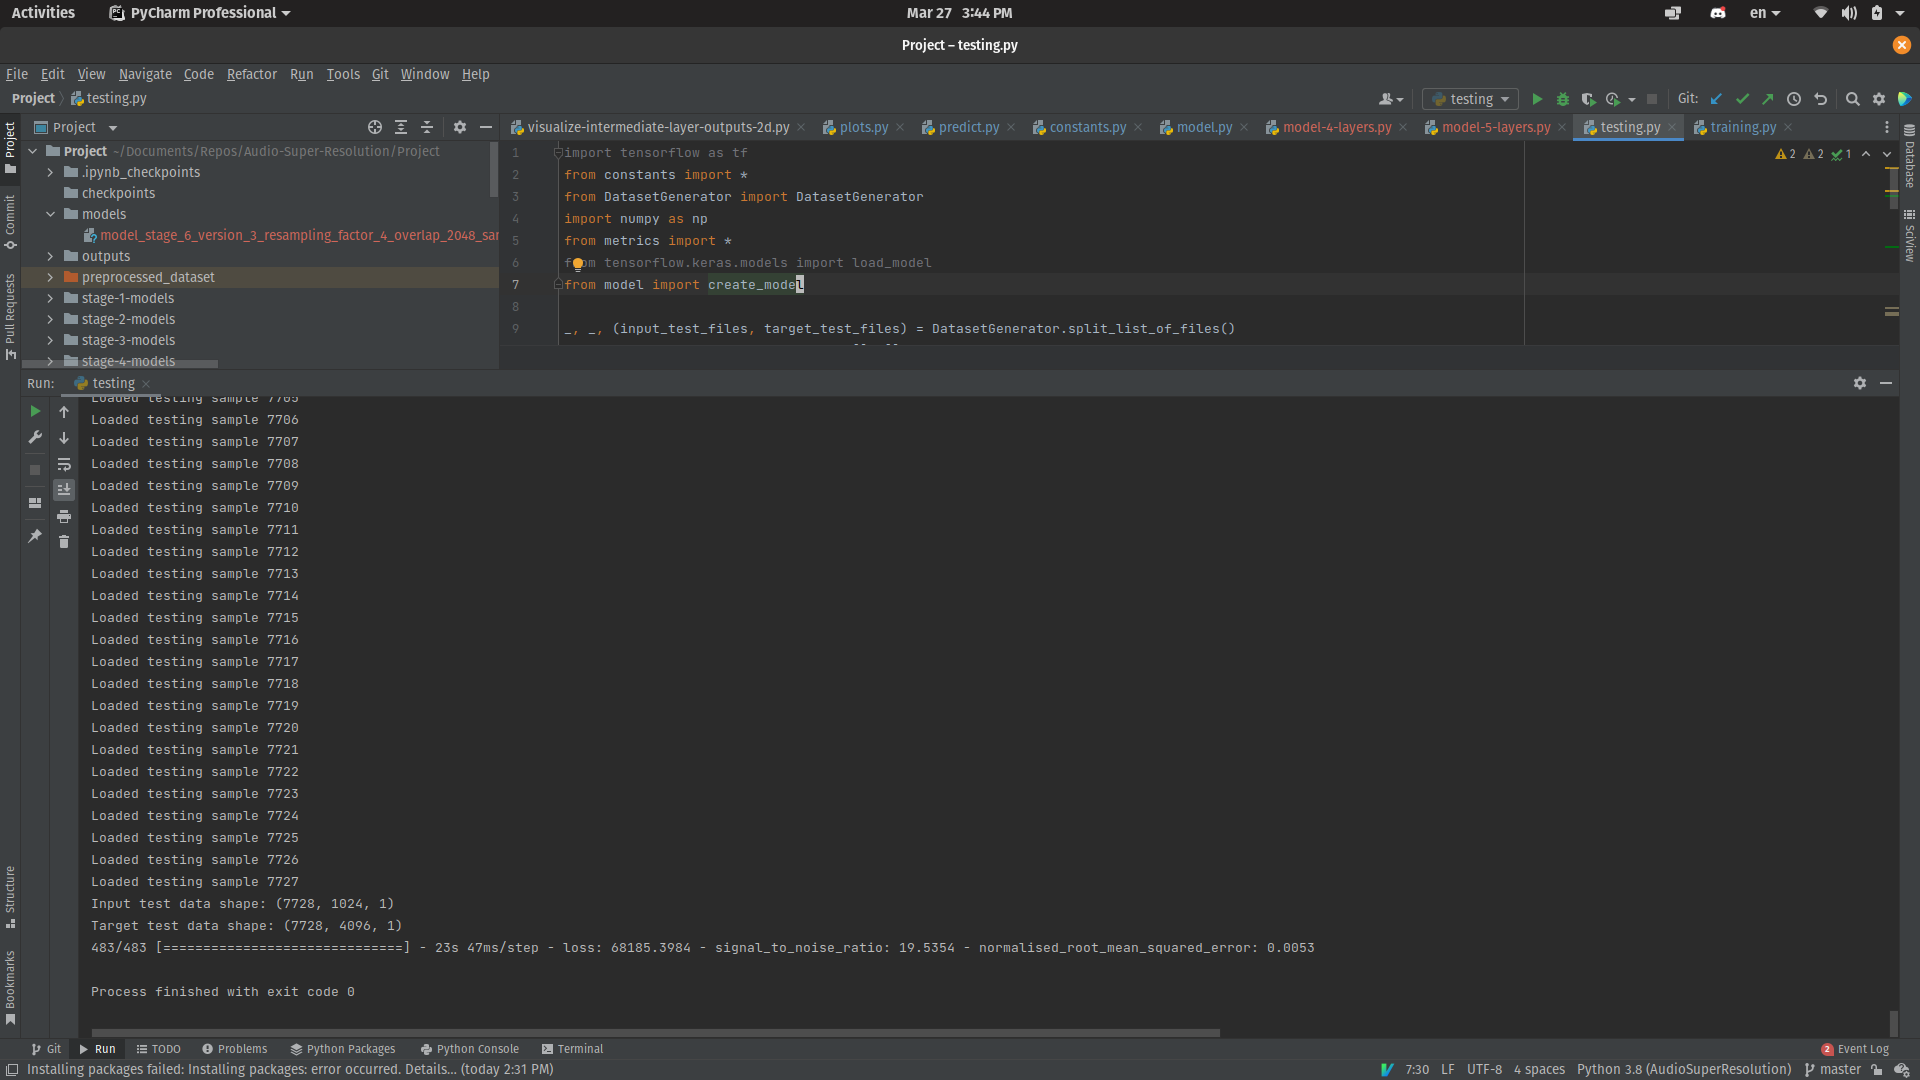 Activities PyCharm Professional Mar 27 3:44 PM en
Project – testing.py
File Edit View Navigate Code Refactor Run Tools Git Window Help
Project testing.py testing Git:
Project visualize-intermediate-layer-outputs-2d.py plots.py predict.py constants.py model.py model-4-layers.py model-5-layers.py testing.py training.py
Project ~/Documents/Repos/Audio-Super-Resolution/Project
.ipynb_checkpoints
checkpoints
models
model_stage_6_version_3_resampling_factor_4_overlap_2048_sar
outputs
preprocessed_dataset
stage-1-models
stage-2-models
stage-3-models
stage-4-models
2 2 1
1 import tensorflow as tf
2 from constants import *
3 from DatasetGenerator import DatasetGenerator
4 import numpy as np
5 from metrics import *
6 from tensorflow.keras.models import load_model
7 from model import create_model
8
9 _, _, (input_test_files, target_test_files) = DatasetGenerator.split_list_of_files()
Project
Commit
Pull Requests
Structure
Bookmarks
Database
SciView
Run: testing
Loaded testing sample 7705
Loaded testing sample 7706
Loaded testing sample 7707
Loaded testing sample 7708
Loaded testing sample 7709
Loaded testing sample 7710
Loaded testing sample 7711
Loaded testing sample 7712
Loaded testing sample 7713
Loaded testing sample 7714
Loaded testing sample 7715
Loaded testing sample 7716
Loaded testing sample 7717
Loaded testing sample 7718
Loaded testing sample 7719
Loaded testing sample 7720
Loaded testing sample 7721
Loaded testing sample 7722
Loaded testing sample 7723
Loaded testing sample 7724
Loaded testing sample 7725
Loaded testing sample 7726
Loaded testing sample 7727
Input test data shape: (7728, 1024, 1)
Target test data shape: (7728, 4096, 1)
483/483 [==============================] - 23s 47ms/step - loss: 68185.3984 - signal_to_noise_ratio: 19.5354 - normalised_root_mean_squared_error: 0.0053
Process finished with exit code 0
Git Run TODO Problems Python Packages Python Console Terminal 2 Event Log
Installing packages failed: Installing packages: error occurred. Details... (today 2:31 PM) 7:30 LF UTF-8 4 spaces Python 3.8 (AudioSuperResolution) master